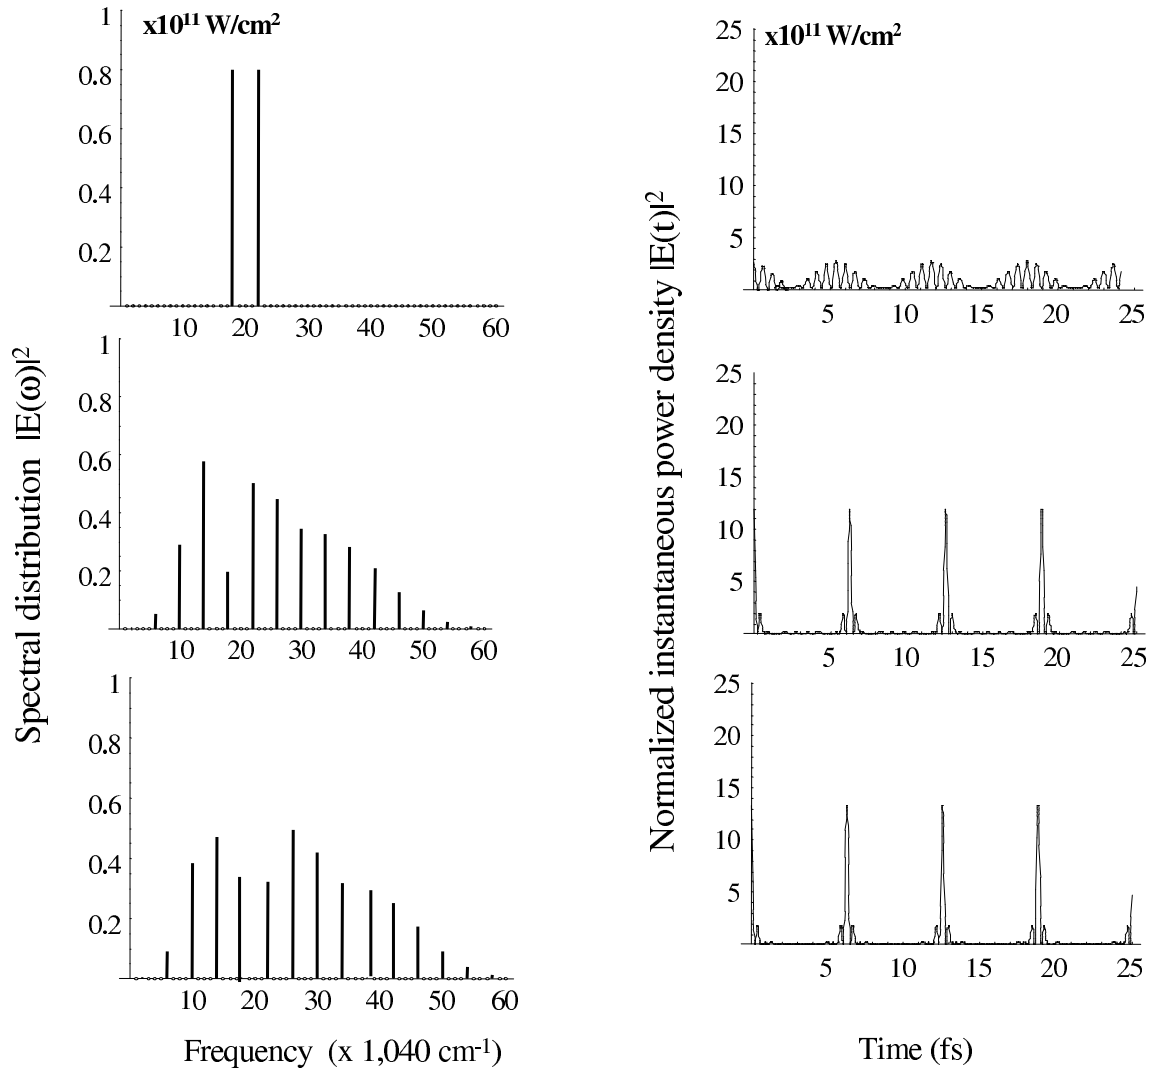 Spectral distribution |E(ω)|²
x10¹¹ W/cm²
1
0.8
0.6
0.4
0.2
10 20 30 40 50 60
1
0.8
0.6
0.4
0.2
10 20 30 40 50 60
1
0.8
0.6
0.4
0.2
10 20 30 40 50 60
Frequency (x 1,040 cm⁻¹)
Normalized instantaneous power density |E(t)|²
x10¹¹ W/cm²
25
20
15
10
5
5 10 15 20 25
25
20
15
10
5
5 10 15 20 25
25
20
15
10
5
5 10 15 20 25
Time (fs)